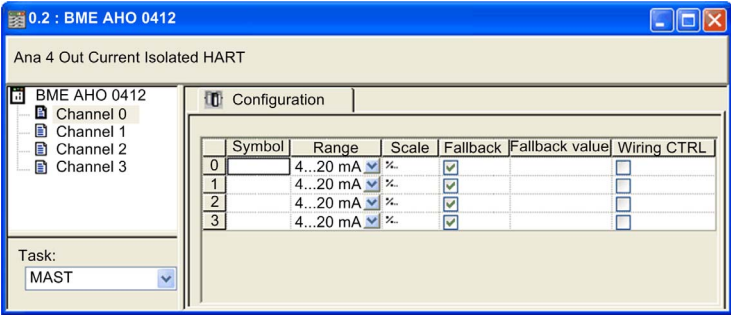 0.2 : BME AHO 0412
Ana 4 Out Current Isolated HART
BME AHO 0412
Channel 0
Channel 1
Channel 2
Channel 3
Task:
MAST
Configuration
Symbol Range Scale Fallback Fallback value Wiring CTRL
0 4...20 mA %..
1 4...20 mA %..
2 4...20 mA %..
3 4...20 mA %..